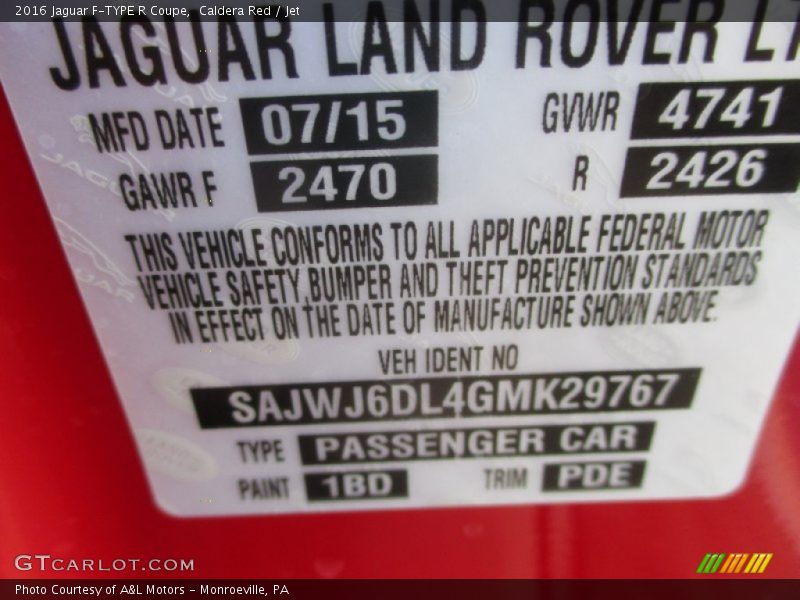 2016 Jaguar F-TYPE R Coupe, Caldera Red / Jet
JAGUAR LAND ROVER LT
MFD DATE 07/15 GVWR 4741
GAWR F 2470 R 2426
THIS VEHICLE CONFORMS TO ALL APPLICABLE FEDERAL MOTOR
VEHICLE SAFETY,BUMPER AND THEFT PREVENTION STANDARDS
IN EFFECT ON THE DATE OF MANUFACTURE SHOWN ABOVE.
VEH IDENT NO
SAJWJ6DL4GMK29767
TYPE PASSENGER CAR
PAINT 1BD TRIM PDE
GTCARLOT.COM
Photo Courtesy of A&L Motors - Monroeville, PA